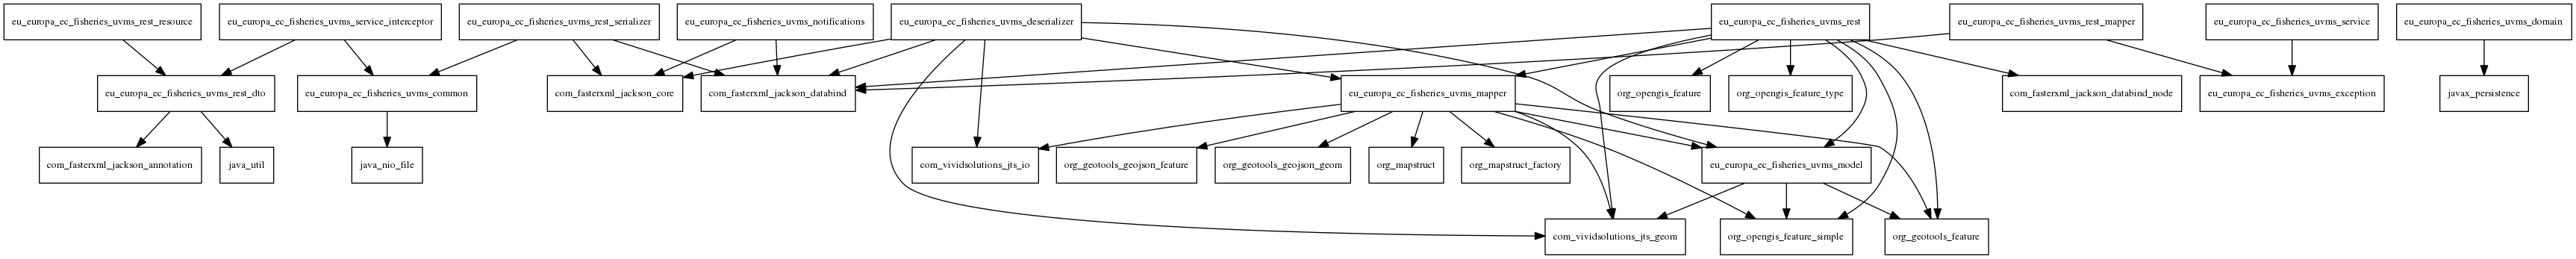 eu_europa_ec_fisheries_uvms_rest_resource
eu_europa_ec_fisheries_uvms_service_interceptor
eu_europa_ec_fisheries_uvms_rest_serializer
eu_europa_ec_fisheries_uvms_notifications
eu_europa_ec_fisheries_uvms_deserializer
eu_europa_ec_fisheries_uvms_rest
eu_europa_ec_fisheries_uvms_rest_mapper
eu_europa_ec_fisheries_uvms_service
eu_europa_ec_fisheries_uvms_domain
eu_europa_ec_fisheries_uvms_rest_dto
eu_europa_ec_fisheries_uvms_common
com_fasterxml_jackson_core
com_fasterxml_jackson_databind
eu_europa_ec_fisheries_uvms_mapper
org_opengis_feature
org_opengis_feature_type
com_fasterxml_jackson_databind_node
eu_europa_ec_fisheries_uvms_exception
javax_persistence
com_fasterxml_jackson_annotation
java_util
java_nio_file
com_vividsolutions_jts_io
org_geotools_geojson_feature
org_geotools_geojson_geom
org_mapstruct
org_mapstruct_factory
eu_europa_ec_fisheries_uvms_model
com_vividsolutions_jts_geom
org_opengis_feature_simple
org_geotools_feature